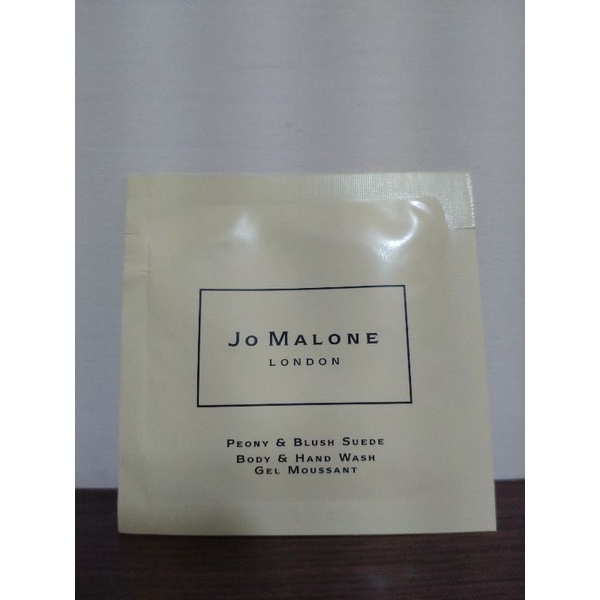 Jo Malone
LONDON
Peony & Blush Suede
Body & Hand Wash
Gel Moussant